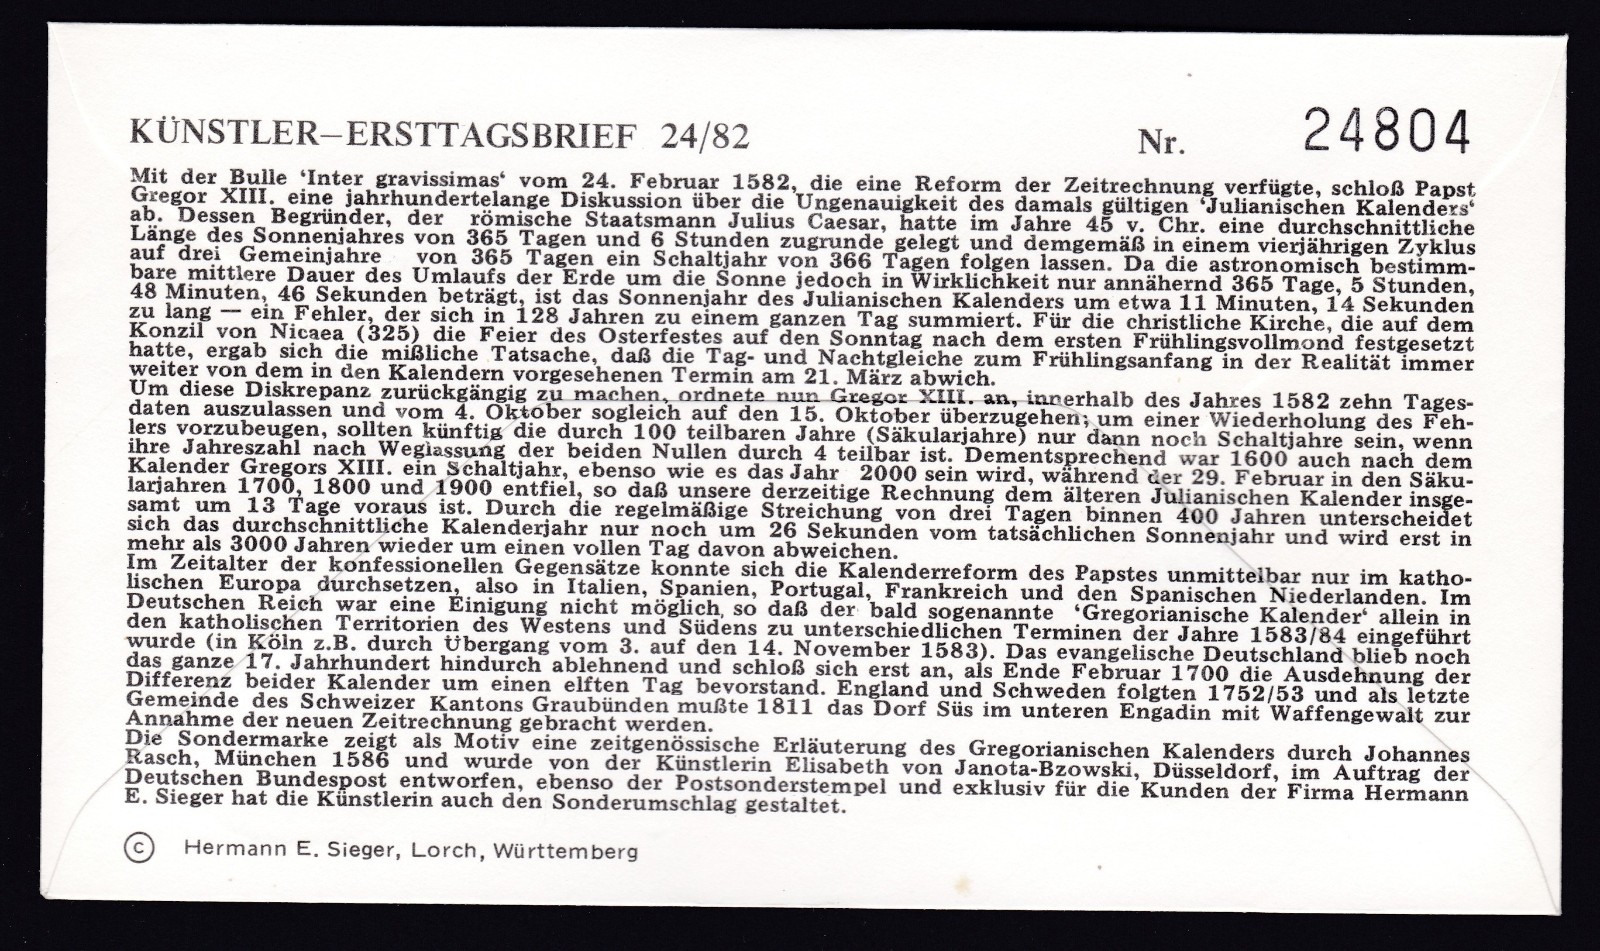 KÜNSTLER–ERSTTAGSBRIEF 24/82
Nr. 24804
Mit der Bulle ‘Inter gravissimas‘ vom 24. Februar 1582, die eine Reform der Zeitrechnung verfügte, schloß Papst
Gregor XIII. eine jahrhundertelange Diskussion über die Ungenauigkeit des damals gültigen ‘Julianischen Kalenders‘
ab. Dessen Begründer, der römische Staatsmann Julius Caesar, hatte im Jahre 45 v. Chr. eine durchschnittliche
Länge des Sonnenjahres von 365 Tagen und 6 Stunden zugrunde gelegt und demgemäß in einem vierjährigen Zyklus
auf drei Gemeinjahre von 365 Tagen ein Schaltjahr von 366 Tagen folgen lassen. Da die astronomisch bestimm-
bare mittlere Dauer des Umlaufs der Erde um die Sonne jedoch in Wirklichkeit nur annähernd 365 Tage, 5 Stunden,
48 Minuten, 46 Sekunden beträgt, ist das Sonnenjahr des Julianischen Kalenders um etwa 11 Minuten, 14 Sekunden
zu lang — ein Fehler, der sich in 128 Jahren zu einem ganzen Tag summiert. Für die christliche Kirche, die auf dem
Konzil von Nicaea (325) die Feier des Osterfestes auf den Sonntag nach dem ersten Frühlingsvollmond festgesetzt
hatte, ergab sich die mißliche Tatsache, daß die Tag- und Nachtgleiche zum Frühlingsanfang in der Realität immer
weiter von dem in den Kalendern vorgesehenen Termin am 21. März abwich.
Um diese Diskrepanz zurückgängig zu machen, ordnete nun Gregor XIII. an, innerhalb des Jahres 1582 zehn Tages-
daten auszulassen und vom 4. Oktober sogleich auf den 15. Oktober überzugehen; um einer Wiederholung des Feh-
lers vorzubeugen, sollten künftig die durch 100 teilbaren Jahre (Säkularjahre) nur dann noch Schaltjahre sein, wenn
ihre Jahreszahl nach Weglassung der beiden Nullen durch 4 teilbar ist. Dementsprechend war 1600 auch nach dem
Kalender Gregors XIII. ein Schaltjahr, ebenso wie es das Jahr 2000 sein wird, während der 29. Februar in den Säku-
larjahren 1700, 1800 und 1900 entfiel, so daß unsere derzeitige Rechnung dem älteren Julianischen Kalender insge-
samt um 13 Tage voraus ist. Durch die regelmäßige Streichung von drei Tagen binnen 400 Jahren unterscheidet
sich das durchschnittliche Kalenderjahr nur noch um 26 Sekunden vom tatsächlichen Sonnenjahr und wird erst in
mehr als 3000 Jahren wieder um einen vollen Tag davon abweichen.
Im Zeitalter der konfessionellen Gegensätze konnte sich die Kalenderreform des Papstes unmittelbar nur im katho-
lischen Europa durchsetzen, also in Italien, Spanien, Portugal, Frankreich und den Spanischen Niederlanden. Im
Deutschen Reich war eine Einigung nicht möglich, so daß der bald sogenannte ‘Gregorianische Kalender‘ allein in
den katholischen Territorien des Westens und Südens zu unterschiedlichen Terminen der Jahre 1583/84 eingeführt
wurde (in Köln z.B. durch Übergang vom 3. auf den 14. November 1583). Das evangelische Deutschland blieb noch
das ganze 17. Jahrhundert hindurch ablehnend und schloß sich erst an, als Ende Februar 1700 die Ausdehnung der
Differenz beider Kalender um einen elften Tag bevorstand. England und Schweden folgten 1752/53 und als letzte
Gemeinde des Schweizer Kantons Graubünden mußte 1811 das Dorf Süs im unteren Engadin mit Waffengewalt zur
Annahme der neuen Zeitrechnung gebracht werden.
Die Sondermarke zeigt als Motiv eine zeitgenössische Erläuterung des Gregorianischen Kalenders durch Johannes
Rasch, München 1586 und wurde von der Künstlerin Elisabeth von Janota-Bzowski, Düsseldorf, im Auftrag der
Deutschen Bundespost entworfen, ebenso der Postsonderstempel und exklusiv für die Kunden der Firma Hermann
E. Sieger hat die Künstlerin auch den Sonderumschlag gestaltet.
© Hermann E. Sieger, Lorch, Württemberg